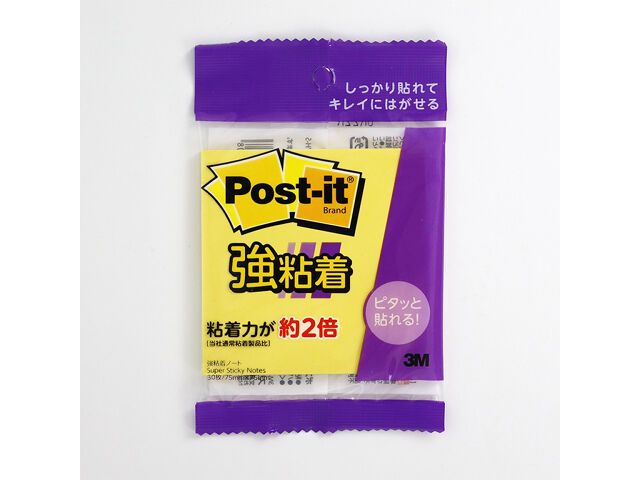 しっかり貼れて
キレイにはがせる
Post-it®
Brand
強粘着
粘着力が 約2倍
[当社通常粘着製品比]
ピタッと
貼れる!
強粘着ノート
Super Sticky Notes
3M